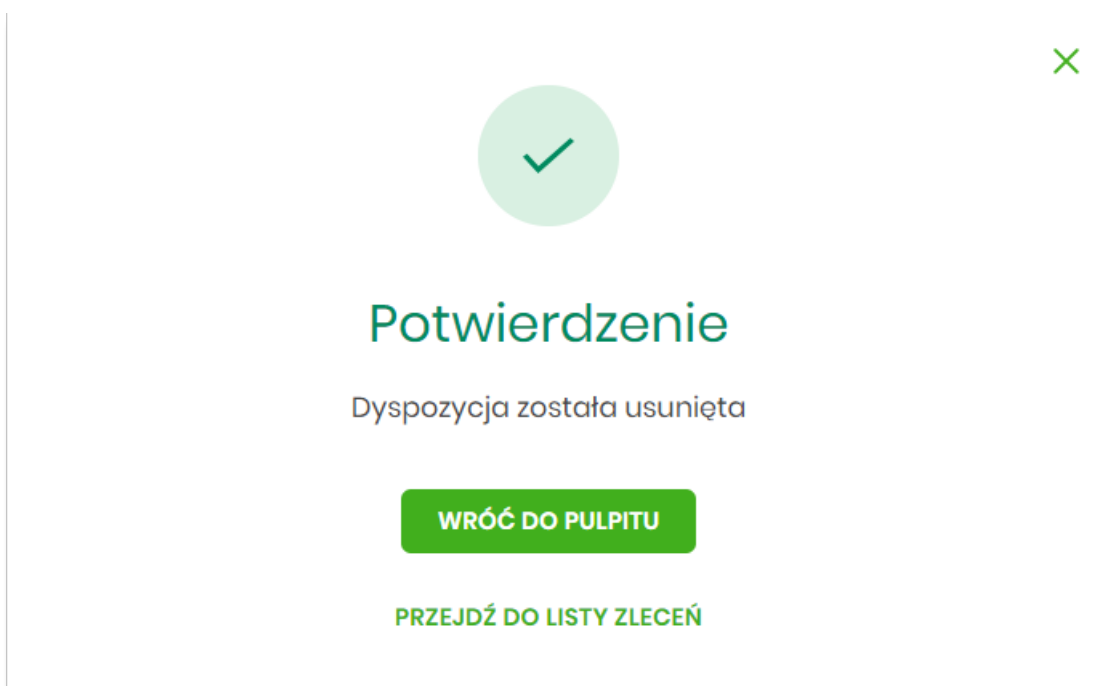 Potwierdzenie
Dyspozycja została usunięta
WRÓĆ DO PULPITU
PRZEJDŹ DO LISTY ZLECEŃ